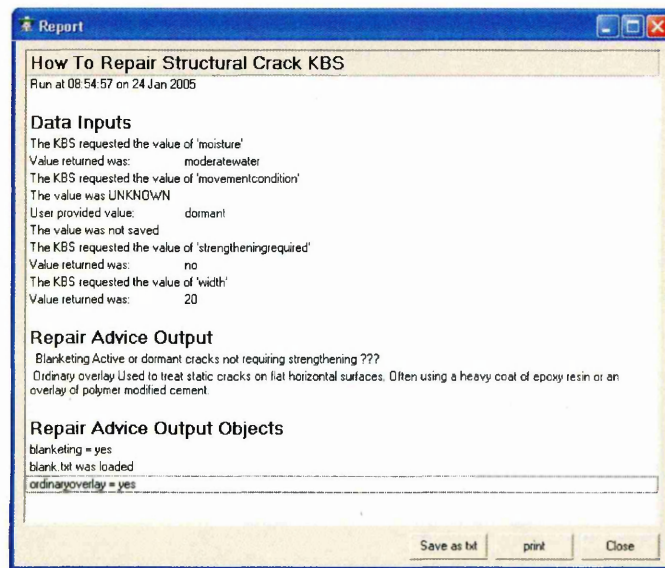 Report
How To Repair Structural Crack KBS
Run at 08:54:57 on 24 Jan 2005
Data Inputs
The KBS requested the value of 'moisture'
Value returned was: moderatewater
The KBS requested the value of 'movementcondition'
The value was UNKNOWN
User provided value: dormant
The value was not saved
The KBS requested the value of 'strengtheningrequired'
Value returned was: no
The KBS requested the value of 'width'
Value returned was: 20
Repair Advice Output
Blanketing Active or dormant cracks not requiring strengthening ???
Ordinary overlay Used to treat static cracks on flat horizontal surfaces. Often using a heavy coat of epoxy resin or an
overlay of polymer modified cement.
Repair Advice Output Objects
blanketing = yes
blank.txt was loaded
ordinaryoverlay = yes
Save as txt print Close